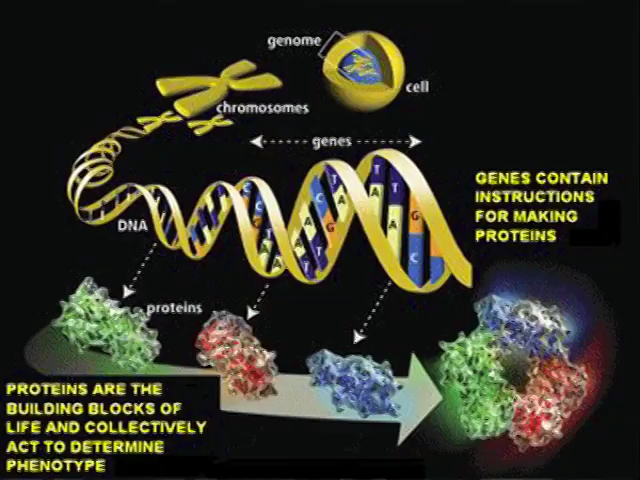 genome
cell
chromosomes
genes
DNA
C
C
G
T
A
A
A
T
T
G
A
T
A
T
G
C
GENES CONTAIN
INSTRUCTIONS
FOR MAKING
PROTEINS
proteins
PROTEINS ARE THE
BUILDING BLOCKS OF
LIFE AND COLLECTIVELY
ACT TO DETERMINE
PHENOTYPE